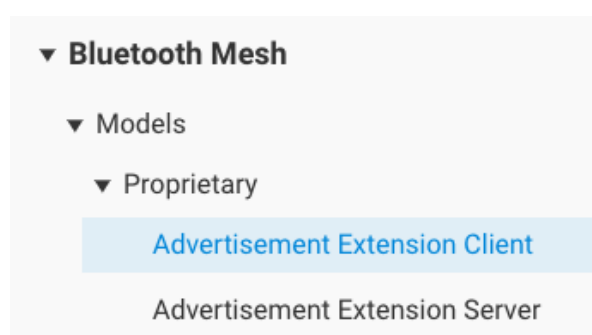 Bluetooth Mesh
Models
Proprietary
Advertisement Extension Client
Advertisement Extension Server